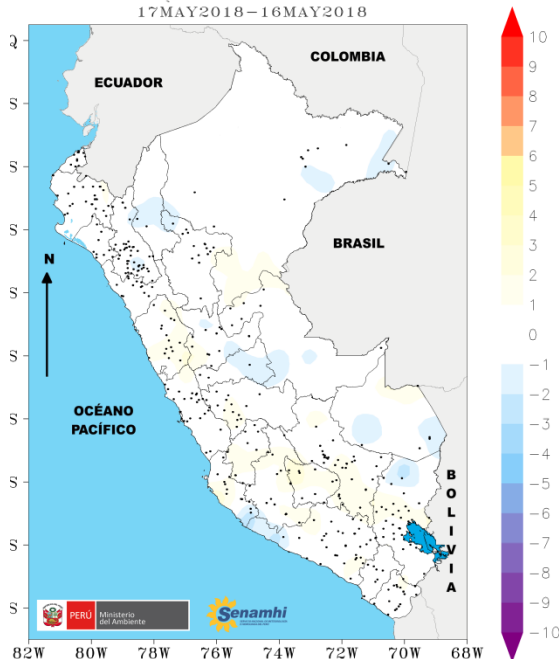 17MAY2018-16MAY2018
COLOMBIA
ECUADOR
BRASIL
N
OCÉANO
PACÍFICO
BOLIVIA
S
S
S
S
S
S
S
S
S
PERÚ
Ministerio
del Ambiente
Senamhi
82W 80W 78W 76W 74W 72W 70W 68W
10
9
8
7
6
5
4
3
2
1
0
-1
-2
-3
-4
-5
-6
-7
-8
-9
-10